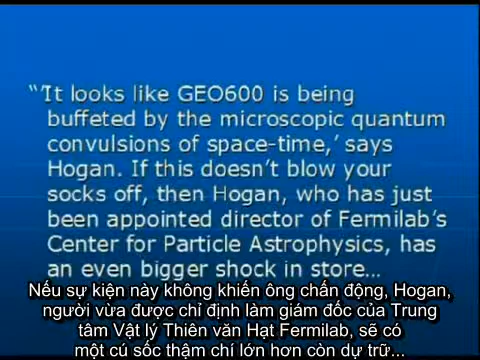 “‘It looks like GEO600 is being
buffeted by the microscopic quantum
convulsions of space-time,’ says
Hogan. If this doesn’t blow your
socks off, then Hogan, who has just
been appointed director of Fermilab’s
Center for Particle Astrophysics, has
an even bigger shock in store…
Nếu sự kiện này không khiến ông chấn động, Hogan,
người vừa được chỉ định làm giám đốc của Trung
tâm Vật lý Thiên văn Hạt Fermilab, sẽ có
một cú sốc thậm chí lớn hơn còn dự trữ...